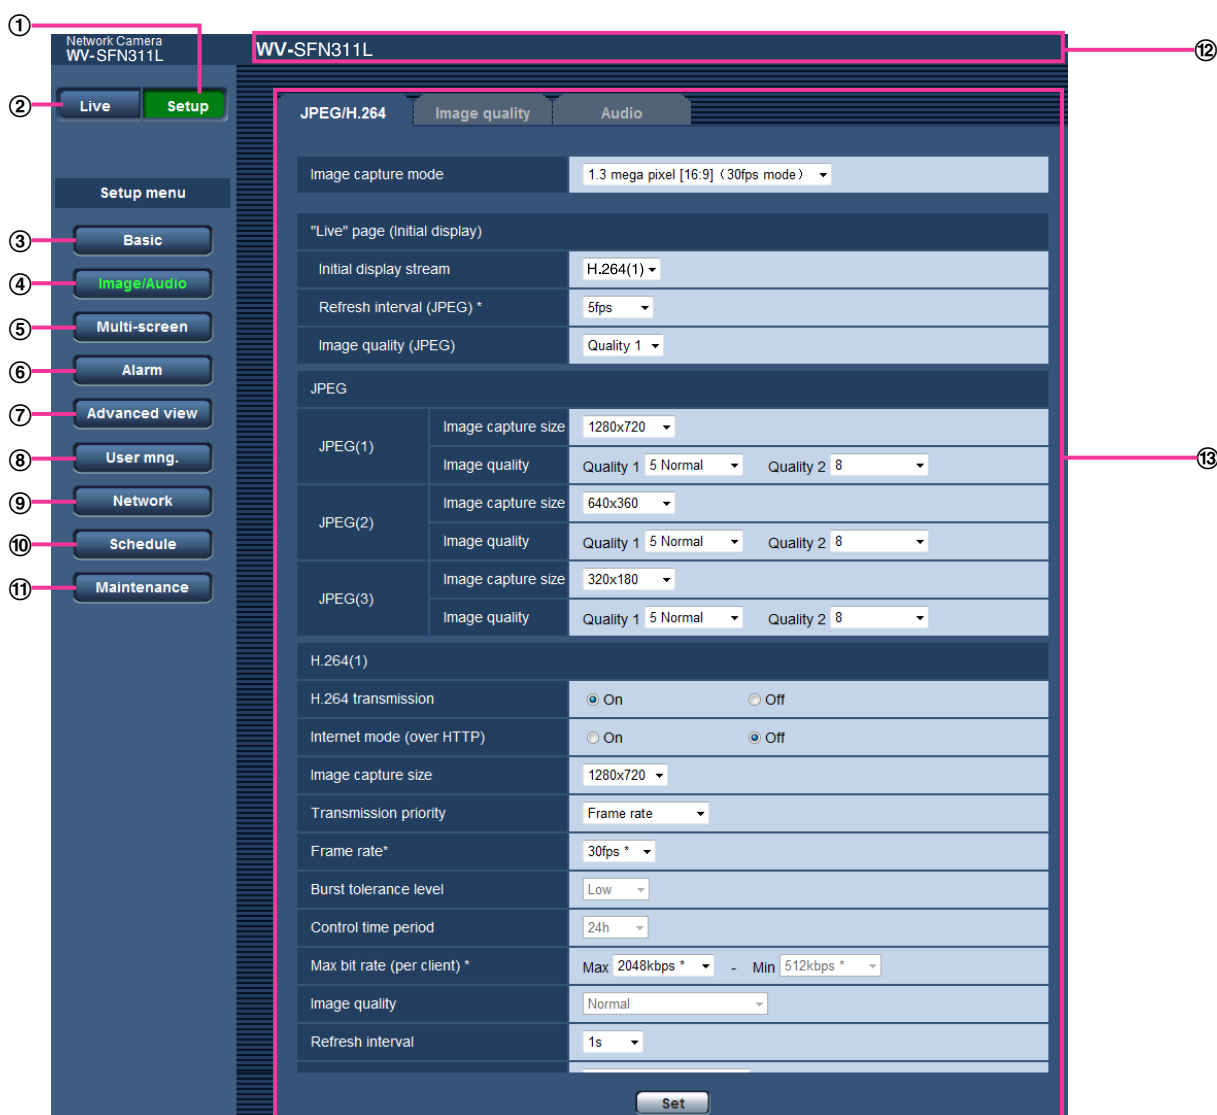 ①
Network Camera
WV-SFN311L
WV-SFN311L
⑫
② Live Setup
JPEG/H.264 Image quality Audio
Image capture mode 1.3 mega pixel [16:9] (30fps mode)
Setup menu
"Live" page (Initial display)
③ Basic
Initial display stream H.264(1)
④ Image/Audio
Refresh interval (JPEG) * 5fps
⑤ Multi-screen
Image quality (JPEG) Quality 1
⑥ Alarm
JPEG
⑦ Advanced view
JPEG(1) Image capture size 1280x720
⑧ User mng.
Image quality Quality 1 5 Normal Quality 2 8
⑬
⑨ Network
JPEG(2) Image capture size 640x360
⑩ Schedule
Image quality Quality 1 5 Normal Quality 2 8
⑪ Maintenance
JPEG(3) Image capture size 320x180
Image quality Quality 1 5 Normal Quality 2 8
H.264(1)
H.264 transmission On Off
Internet mode (over HTTP) On Off
Image capture size 1280x720
Transmission priority Frame rate
Frame rate* 30fps *
Burst tolerance level Low
Control time period 24h
Max bit rate (per client) * Max 2048kbps * - Min 512kbps *
Image quality Normal
Refresh interval 1s
Set